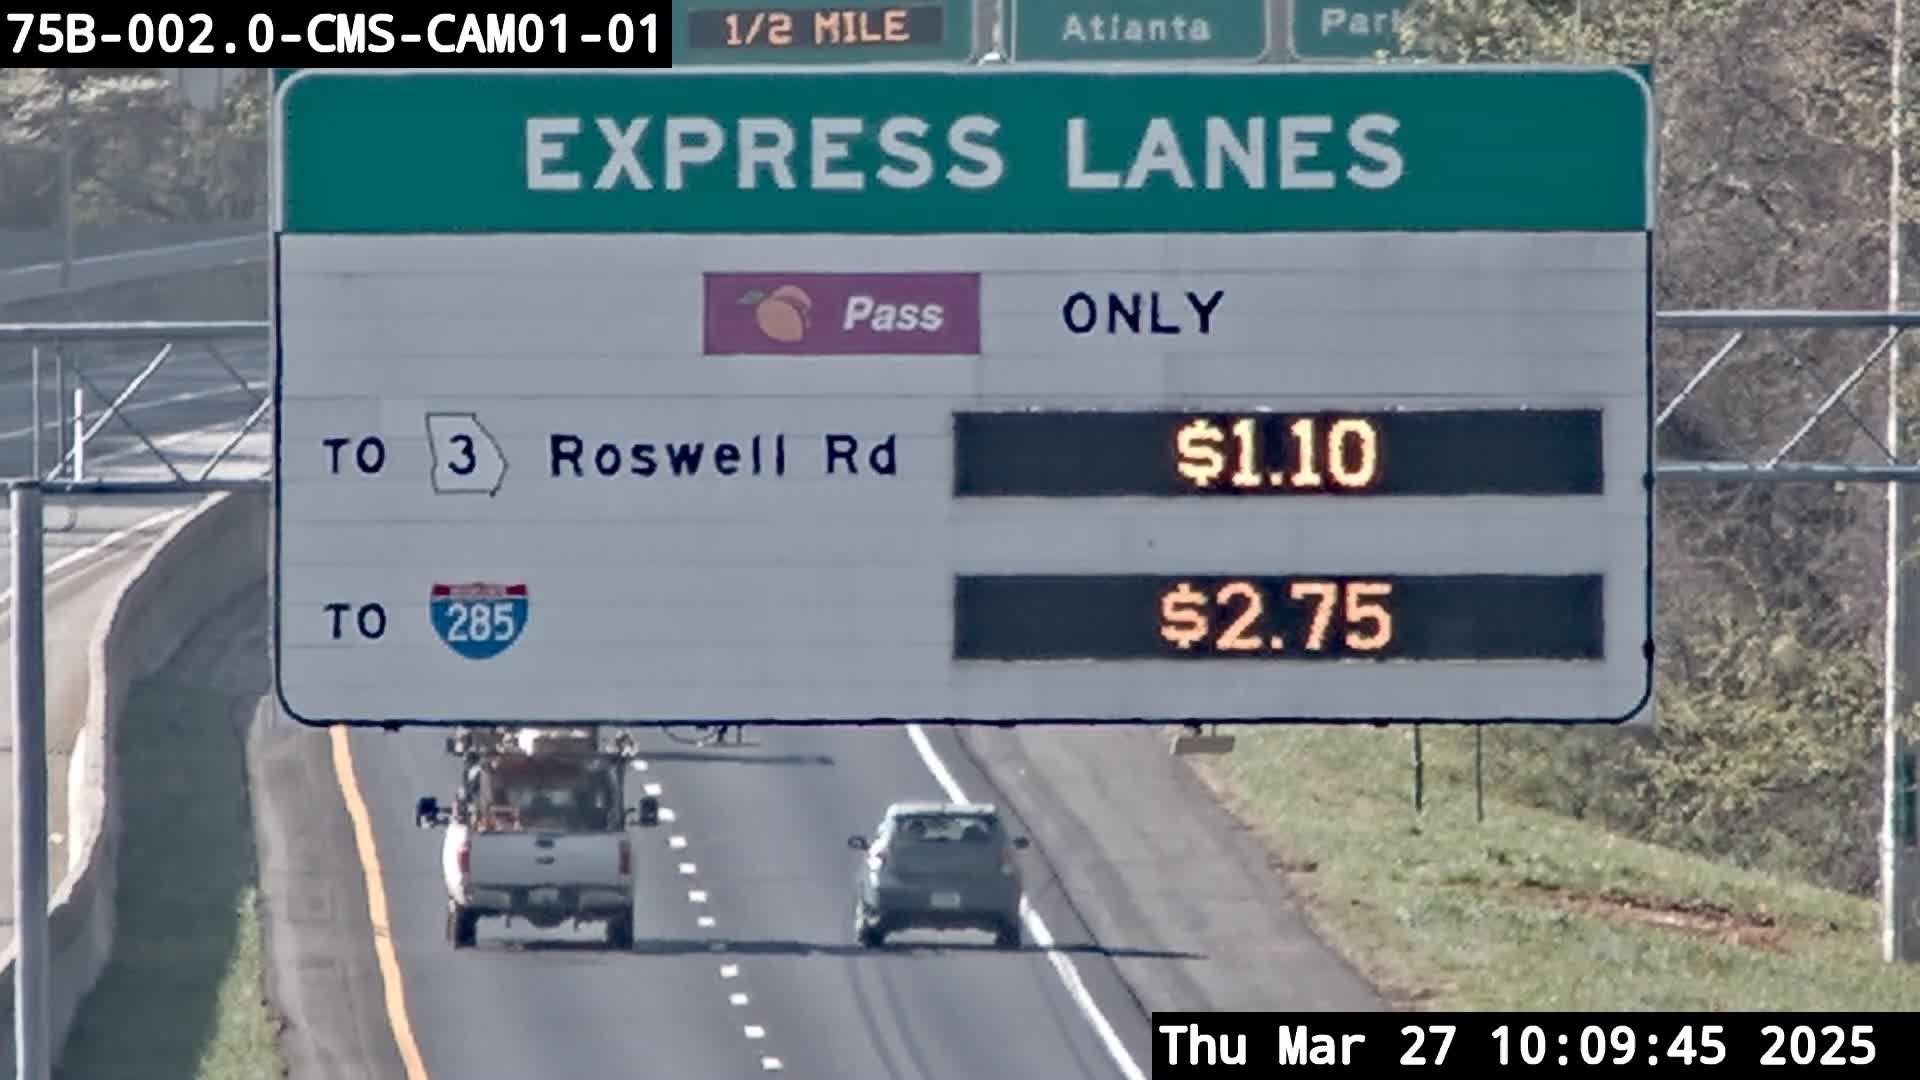 75B-002.0-CMS-CAM01-01
1/2 MILE
Atlanta
EXPRESS LANES
Pass ONLY
TO 3 Roswell Rd $1.10
TO 285 $2.75
Thu Mar 27 10:09:45 2025